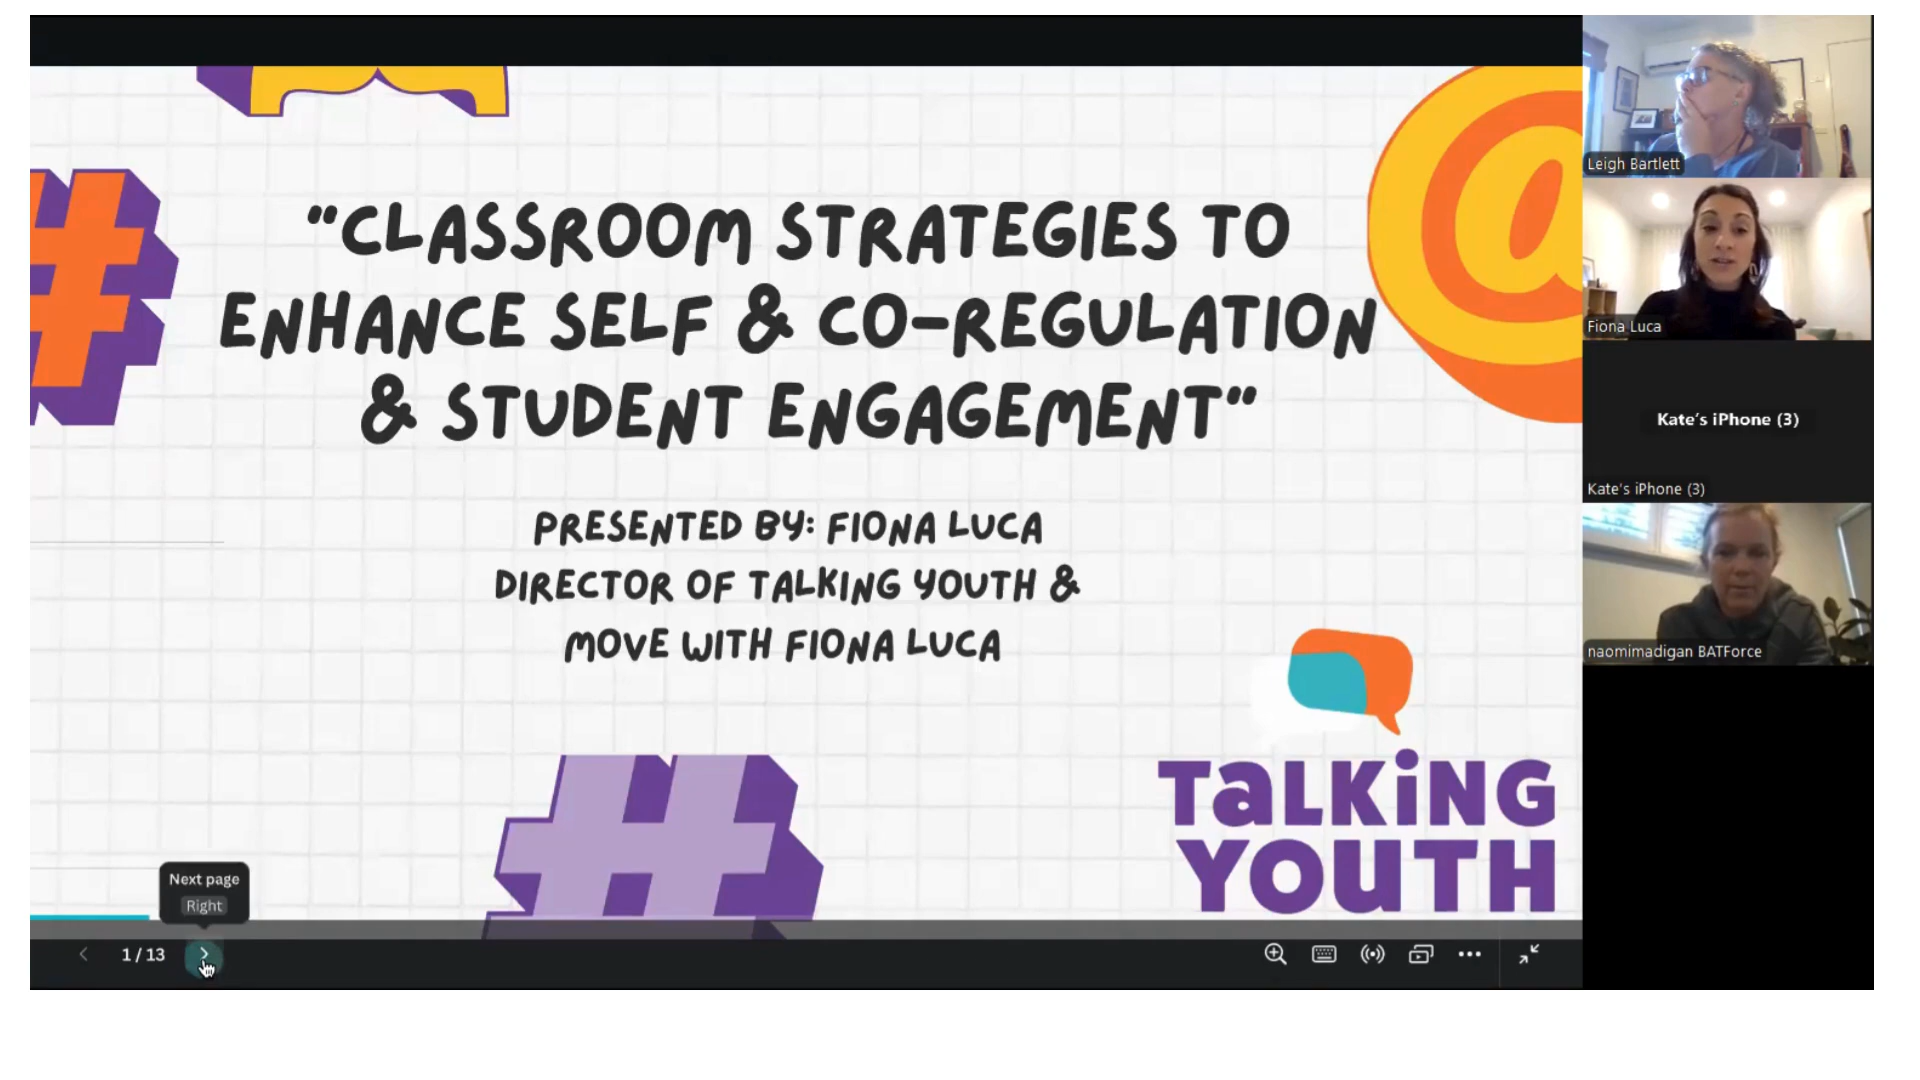 "CLASSROOM STRATEGIES TO
ENHANCE SELF & CO-REGULATION
& STUDENT ENGAGEMENT"
PRESENTED BY: FIONA LUCA
DIRECTOR OF TALKING YOUTH &
MOVE WITH FIONA LUCA
#
@
#
TaLKiNG
YOUTH
Next page
Right
1 / 13
Leigh Bartlett
Fiona Luca
Kate's iPhone (3)
Kate's iPhone (3)
naomimadigan BATForce